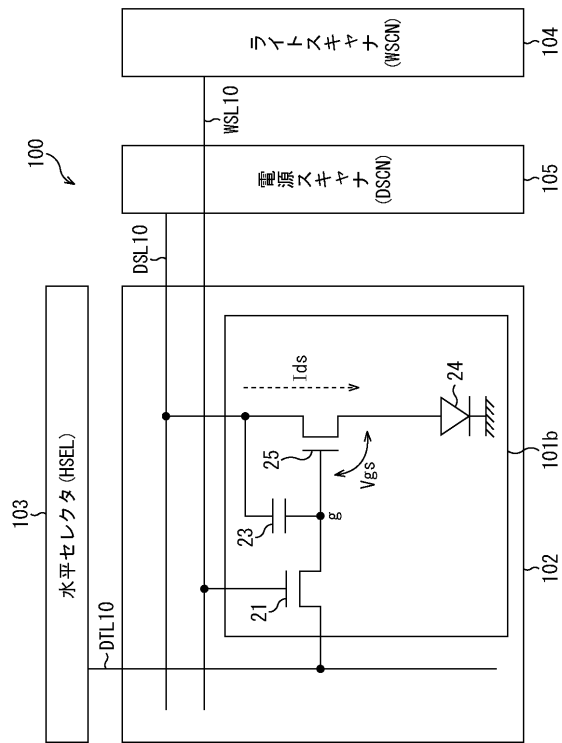 100
103
水平セレクタ(HSEL)
DTL10
DSL10
WSL10
ライトスキャナ
(WSCN)
104
電源スキャナ
(DSCN)
105
21
23
g
25
Vgs
Ids
24
101b
102